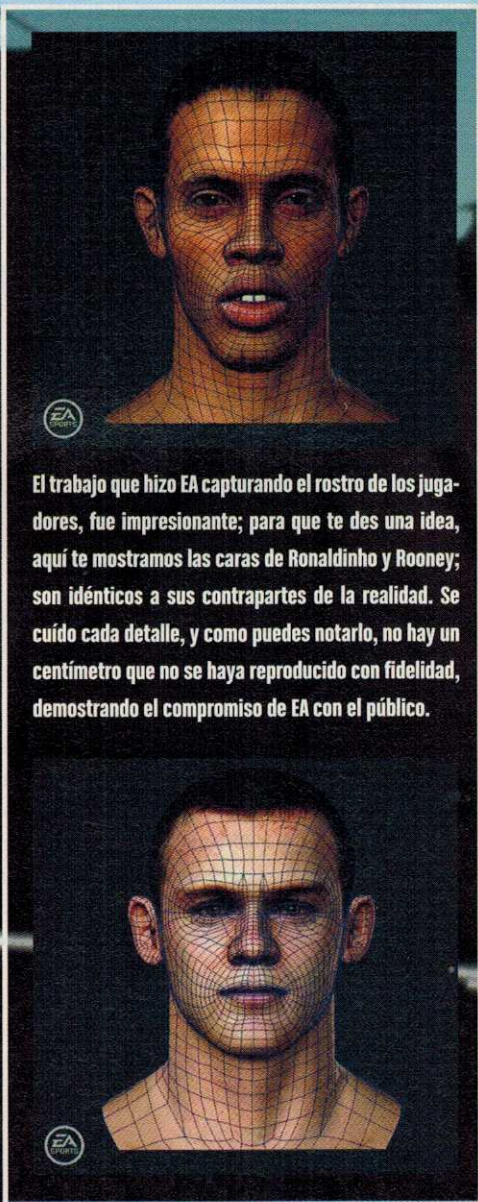 EA
SPORTS
El trabajo que hizo EA capturando el rostro de los juga-
dores, fue impresionante; para que te des una idea,
aquí te mostramos las caras de Ronaldinho y Rooney;
son idénticos a sus contrapartes de la realidad. Se
cuído cada detalle, y como puedes notarlo, no hay un
centímetro que no se haya reproducido con fidelidad,
demostrando el compromiso de EA con el público.
EA
SPORTS